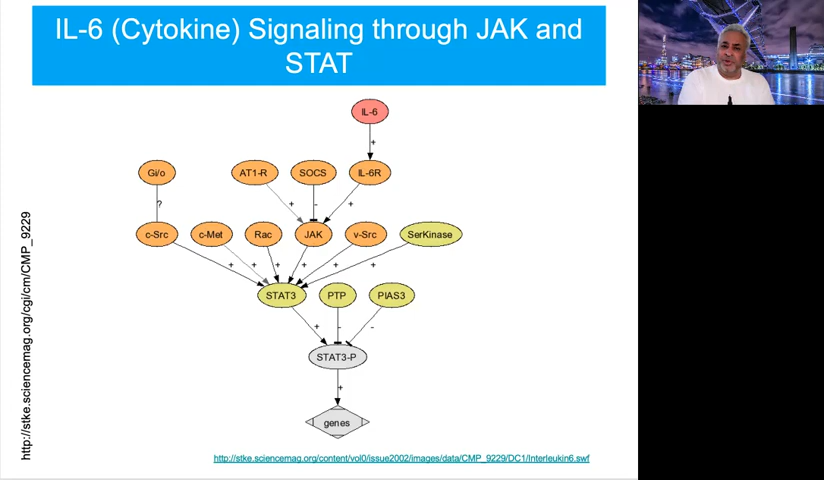 IL-6 (Cytokine) Signaling through JAK and
STAT
IL-6
+
Gi/o
AT1-R
SOCS
IL-6R
?
+
-
+
c-Src
c-Met
Rac
JAK
v-Src
SerKinase
+
+
+
+
+
+
STAT3
PTP
PIAS3
+
-
-
STAT3-P
+
genes
http://stke.sciencemag.org/cgi/cm/CMP_9229
http://stke.sciencemag.org/content/vol0/issue2002/images/data/CMP_9229/DC1/Interleukin6.swf